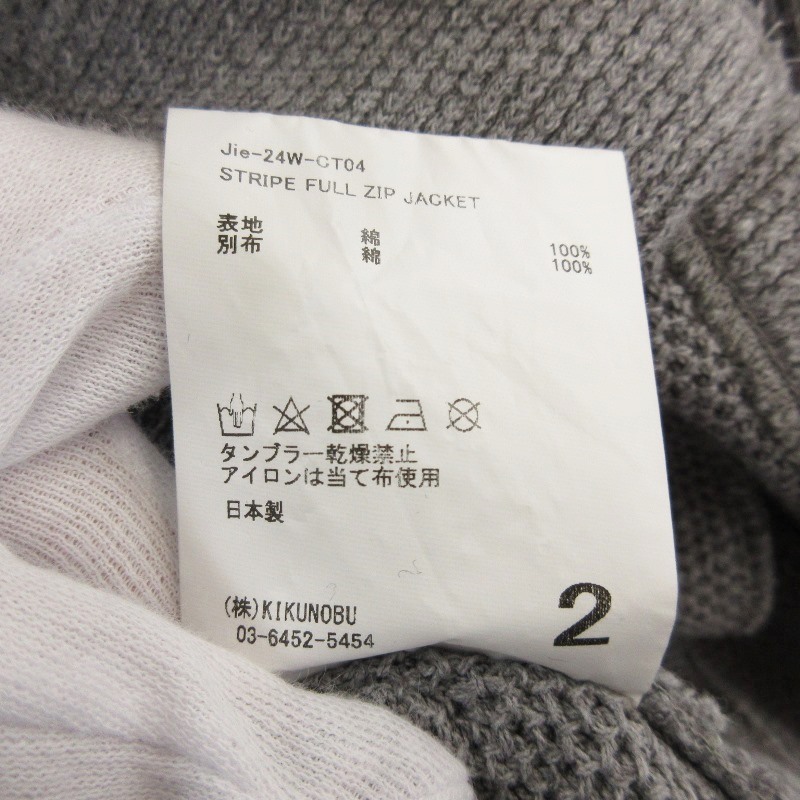 Jie-24W-CT04
STRIPE FULL ZIP JACKET
表地 綿 100%
別布 綿 100%
タンブラー乾燥禁止
アイロンは当て布使用
日本製
(株)KIKUNOBU
03-6452-5454
2